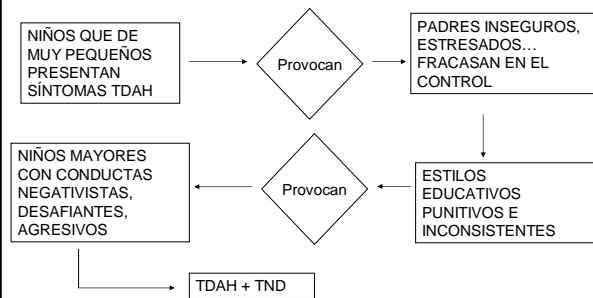 NIÑOS QUE DE
MUY PEQUEÑOS
PRESENTAN
SÍNTOMAS TDAH
Provocan
PADRES INSEGUROS,
ESTRESADOS…
FRACASAN EN EL
CONTROL
ESTILOS
EDUCATIVOS
PUNITIVOS E
INCONSISTENTES
Provocan
NIÑOS MAYORES
CON CONDUCTAS
NEGATIVISTAS,
DESAFIANTES,
AGRESIVOS
TDAH + TND